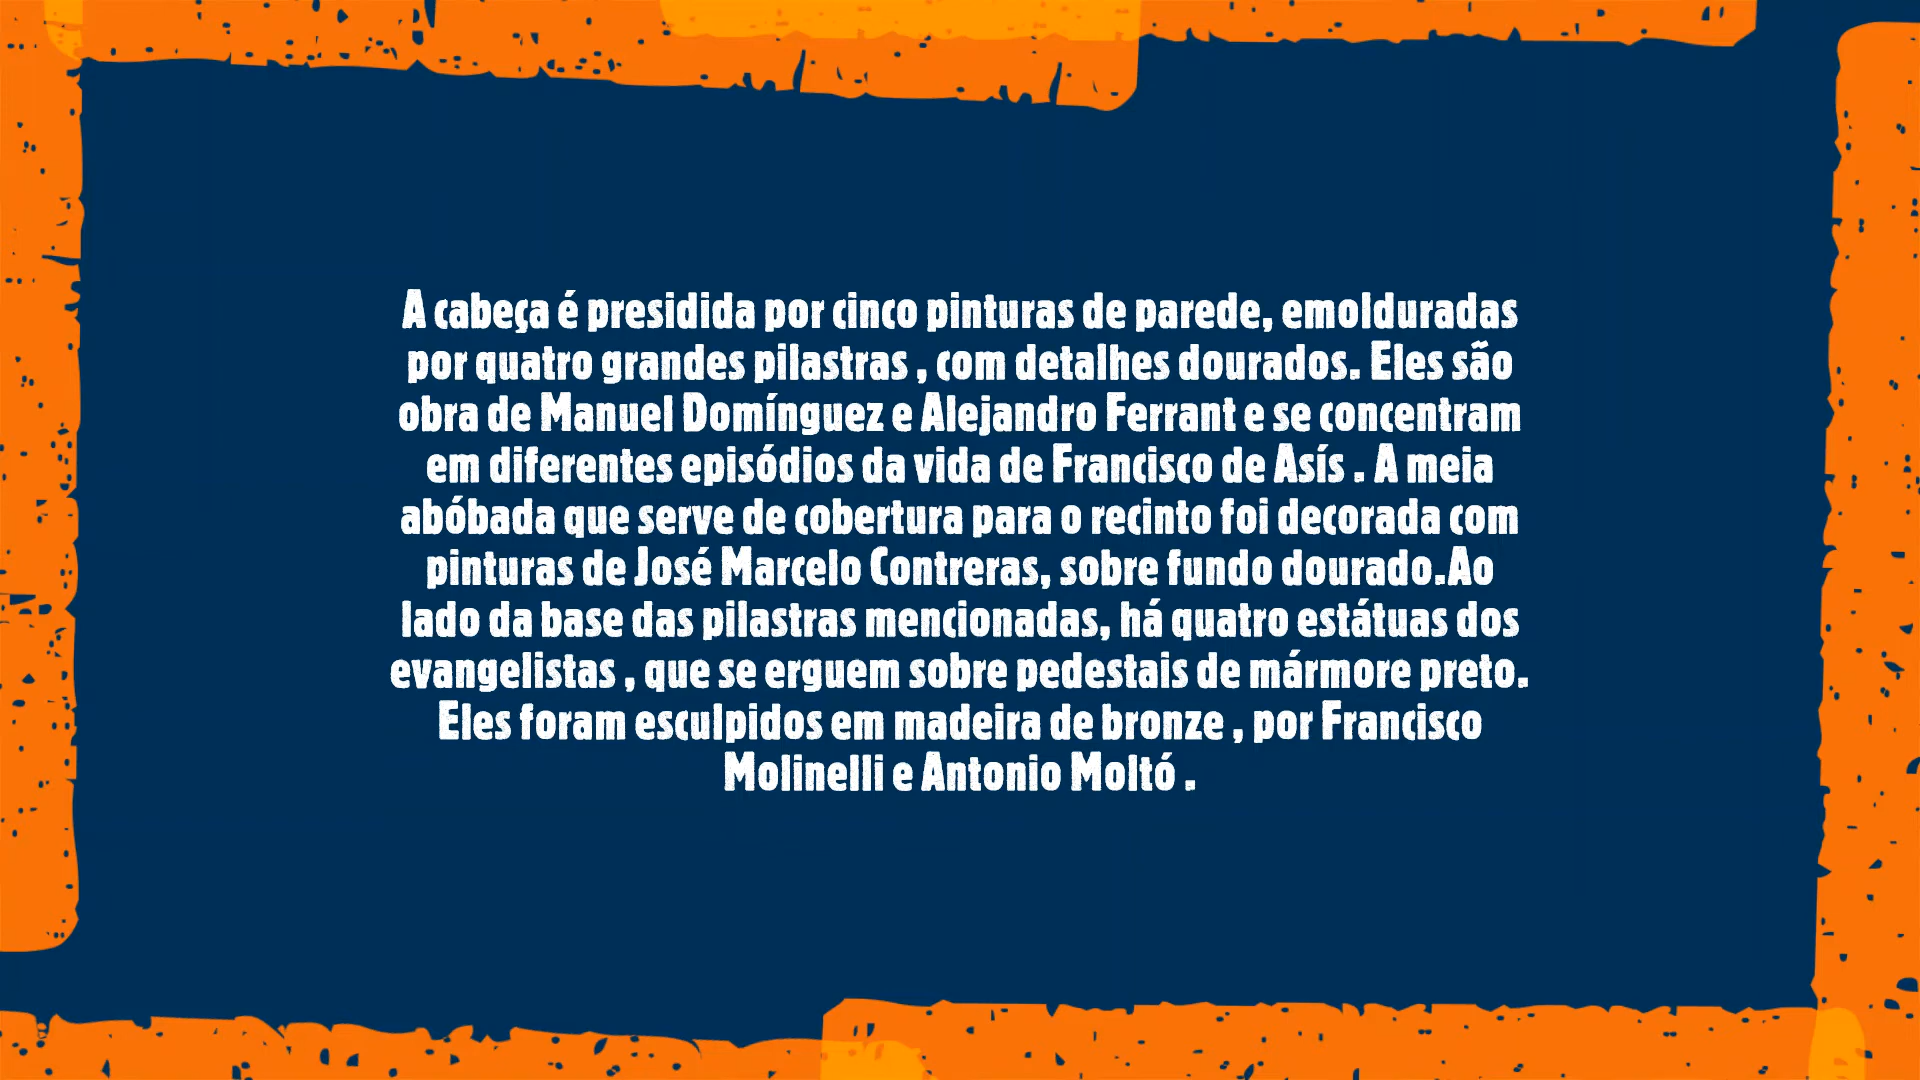 A cabeça é presidida por cinco pinturas de parede, emolduradas
por quatro grandes pilastras , com detalhes dourados. Eles são
obra de Manuel Domínguez e Alejandro Ferrant e se concentram
em diferentes episódios da vida de Francisco de Asís . A meia
abóbada que serve de cobertura para o recinto foi decorada com
pinturas de José Marcelo Contreras, sobre fundo dourado.Ao
lado da base das pilastras mencionadas, há quatro estátuas dos
evangelistas , que se erguem sobre pedestais de mármore preto.
Eles foram esculpidos em madeira de bronze , por Francisco
Molinelli e Antonio Moltó .